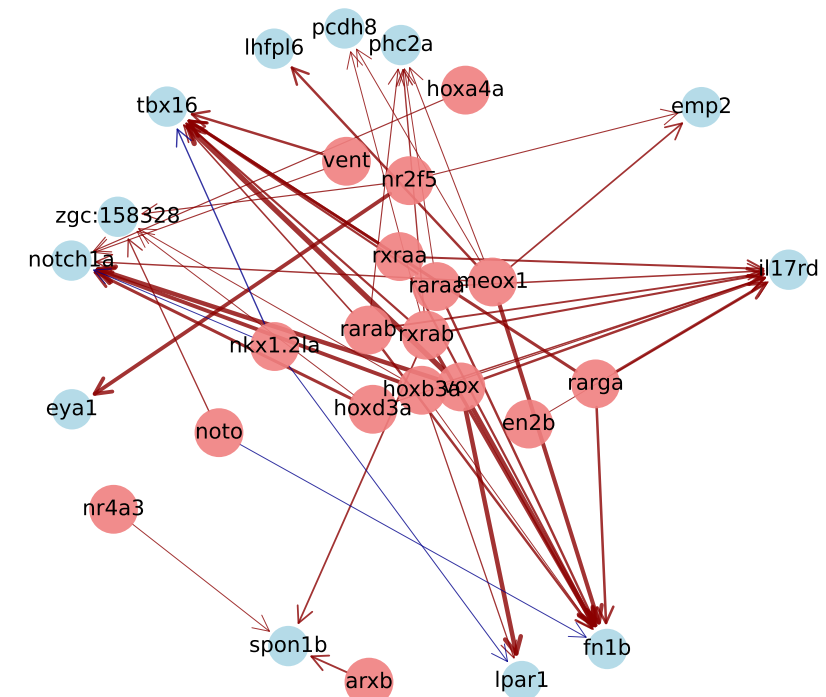 pcdh8
lhfpl6
phc2a
hoxa4a
tbx16
emp2
vent
nr2f5
zgc:158328
notch1a
rxraa
raraa
meox1
il17rd
rarab
rxrab
nkx1.2la
hoxb3a
vox
rarga
eya1
hoxd3a
noto
en2b
nr4a3
spon1b
fn1b
arxb
lpar1